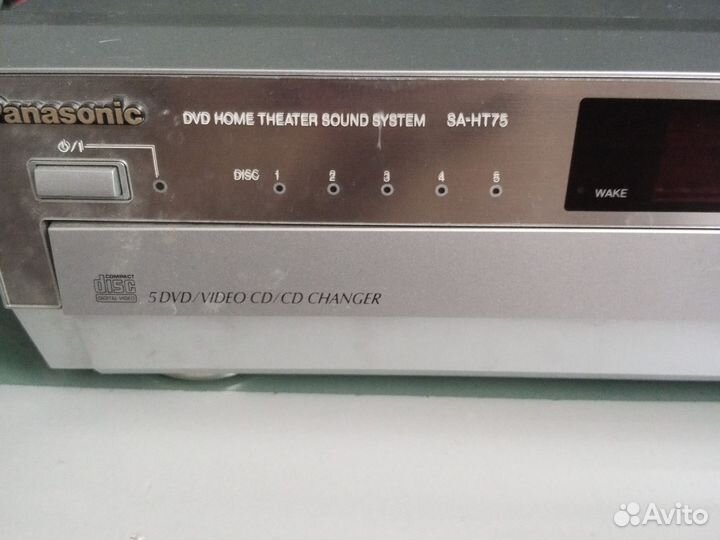 Panasonic
DVD HOME THEATER SOUND SYSTEM SA-HT75
DISC 1 2 3 4 5
WAKE
COMPACT
disc
DIGITAL VIDEO
5 DVD/VIDEO CD/CD CHANGER
Avito